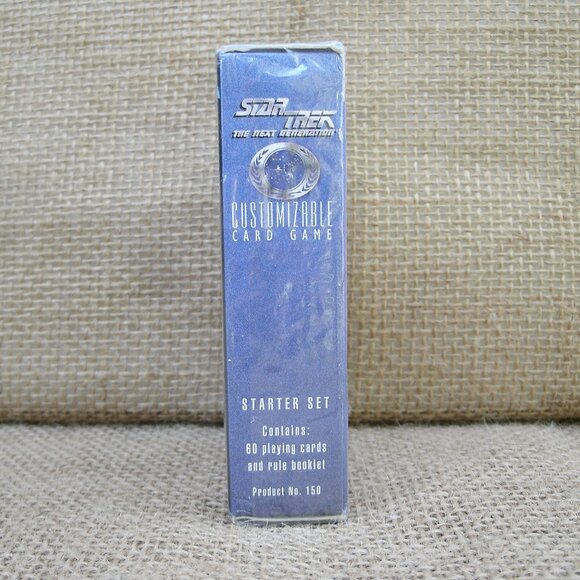 STAR TREK
THE NEXT GENERATION
CUSTOMIZABLE
CARD GAME
STARTER SET
Contains:
60 playing cards
and rule booklet
Product No. 150